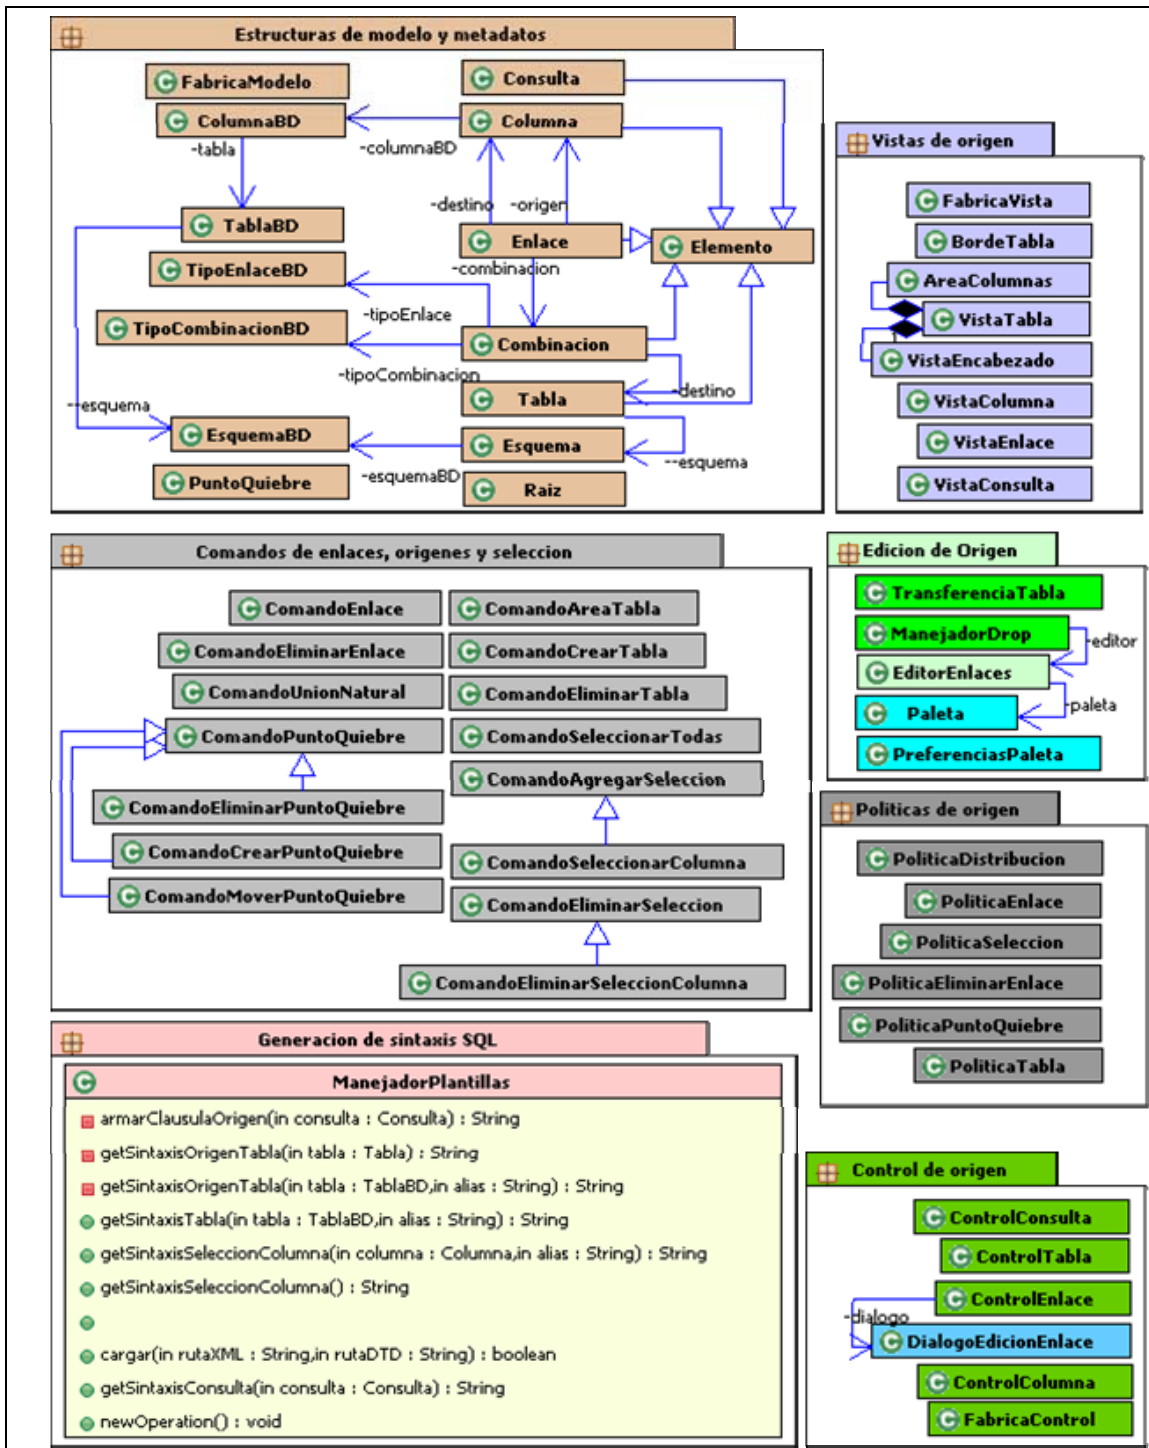 Estructuras de modelo y metadatos
FabricaModelo
Consulta
ColumnaBD
Columna
-tabla
-columnaBD
-destino
-origen
TablaBD
Enlace
Elemento
-combinacion
TipoEnlaceBD
-tipoEnlace
TipoCombinacionBD
Combinacion
-tipoCombinacion
-destino
Tabla
--esquema
EsquemaBD
Esquema
--esquema
-esquemaBD
PuntoQuiebre
Raiz
Vistas de origen
FabricaVista
BordeTabla
AreaColumnas
VistaTabla
VistaEncabezado
VistaColumna
VistaEnlace
VistaConsulta
Comandos de enlaces, origenes y seleccion
ComandoEnlace
ComandoAreaTabla
ComandoEliminarEnlace
ComandoCrearTabla
ComandoUnionNatural
ComandoEliminarTabla
ComandoPuntoQuiebre
ComandoSeleccionarTodas
ComandoAgregarSeleccion
ComandoEliminarPuntoQuiebre
ComandoCrearPuntoQuiebre
ComandoSeleccionarColumna
ComandoMoverPuntoQuiebre
ComandoEliminarSeleccion
ComandoEliminarSeleccionColumna
Edicion de Origen
TransferenciaTabla
ManejadorDrop
-editor
EditorEnlaces
-paleta
Paleta
PreferenciasPaleta
Politicas de origen
PoliticaDistribucion
PoliticaEnlace
PoliticaSeleccion
PoliticaEliminarEnlace
PoliticaPuntoQuiebre
PoliticaTabla
Generacion de sintaxis SQL
ManejadorPlantillas
armarClausulaOrigen(in consulta : Consulta) : String
getSintaxisOrigenTabla(in tabla : Tabla) : String
getSintaxisOrigenTabla(in tabla : TablaBD,in alias : String) : String
getSintaxisTabla(in tabla : TablaBD,in alias : String) : String
getSintaxisSeleccionColumna(in columna : Columna,in alias : String) : String
getSintaxisSeleccionColumna() : String
cargar(in rutaXML : String,in rutaDTD : String) : boolean
getSintaxisConsulta(in consulta : Consulta) : String
newOperation() : void
Control de origen
ControlConsulta
ControlTabla
ControlEnlace
-dialogo
DialogoEdicionEnlace
ControlColumna
FabricaControl